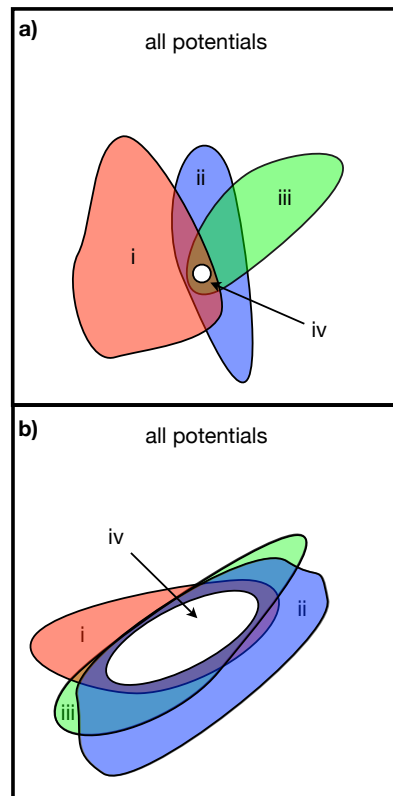 a)
all potentials
ii
iii
i
iv
b)
all potentials
iv
ii
i
iii